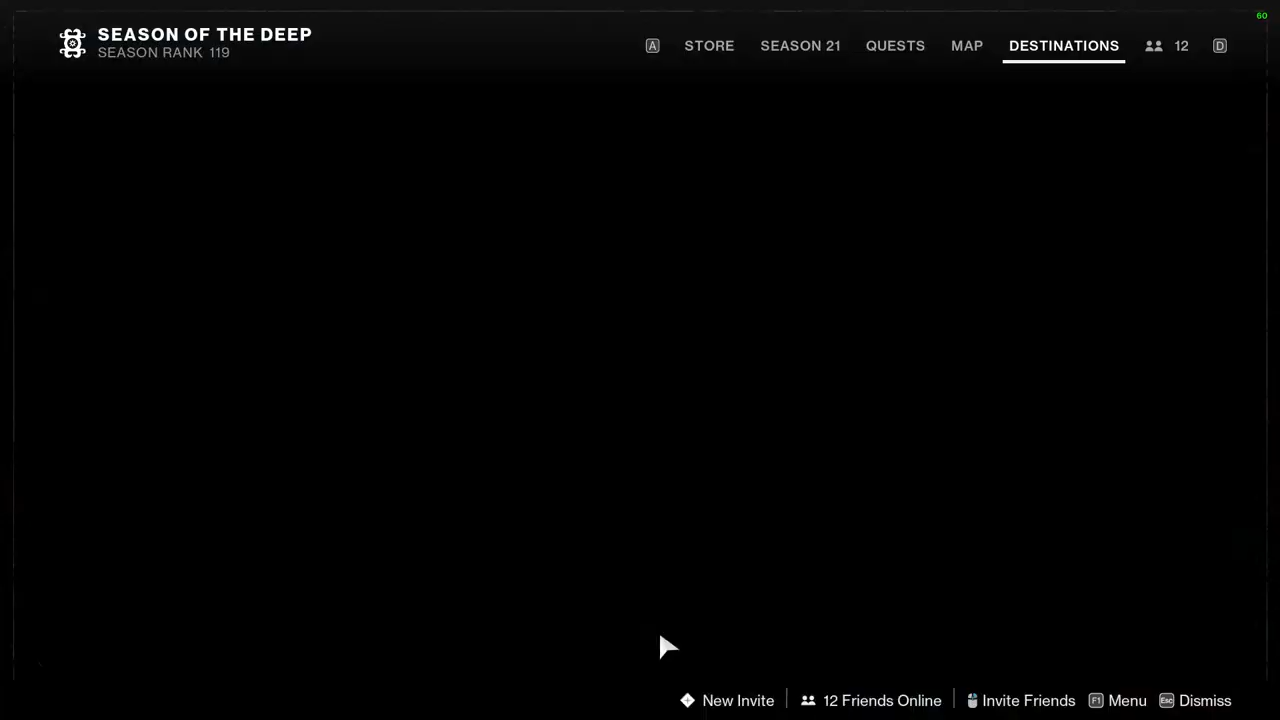 60
SEASON OF THE DEEP
SEASON RANK 119
A STORE SEASON 21 QUESTS MAP DESTINATIONS 12 D
New Invite 12 Friends Online Invite Friends F1 Menu Esc Dismiss